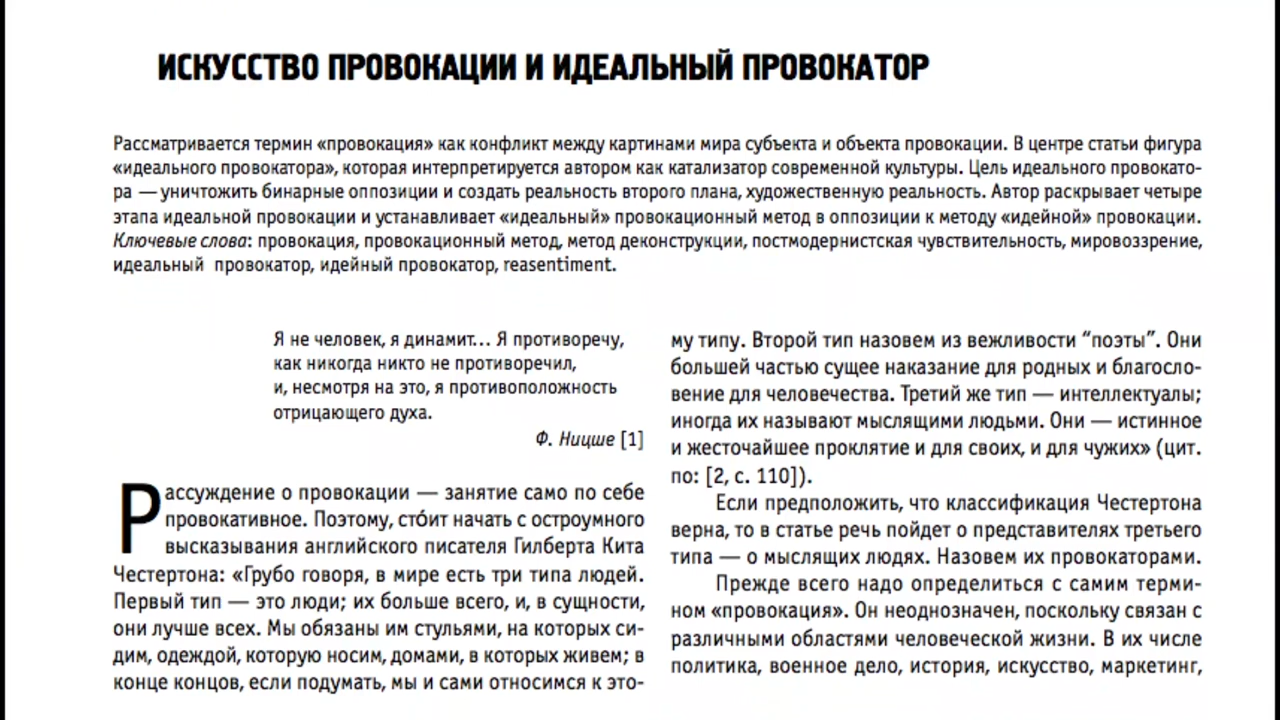 ИСКУССТВО ПРОВОКАЦИИ И ИДЕАЛЬНЫЙ ПРОВОКАТОР
Рассматривается термин «провокация» как конфликт между картинами мира субъекта и объекта провокации. В центре статьи фигура
«идеального провокатора», которая интерпретируется автором как катализатор современной культуры. Цель идеального провокато-
ра — уничтожить бинарные оппозиции и создать реальность второго плана, художественную реальность. Автор раскрывает четыре
этапа идеальной провокации и устанавливает «идеальный» провокационный метод в оппозиции к методу «идейной» провокации.
Ключевые слова: провокация, провокационный метод, метод деконструкции, постмодернистская чувствительность, мировоззрение,
идеальный провокатор, идейный провокатор, reasentiment.
Я не человек, я динамит... Я противоречу,
как никогда никто не противоречил,
и, несмотря на это, я противоположность
отрицающего духа.
Ф. Ницше [1]
Рассуждение о провокации — занятие само по себе
провокативное. Поэтому, сто́ит начать с остроумного
высказывания английского писателя Гилберта Кита
Честертона: «Грубо говоря, в мире есть три типа людей.
Первый тип — это люди; их больше всего, и, в сущности,
они лучше всех. Мы обязаны им стульями, на которых си-
дим, одеждой, которую носим, домами, в которых живем; в
конце концов, если подумать, мы и сами относимся к это-
му типу. Второй тип назовем из вежливости “поэты”. Они
большей частью сущее наказание для родных и благосло-
вение для человечества. Третий же тип — интеллектуалы;
иногда их называют мыслящими людьми. Они — истинное
и жесточайшее проклятие и для своих, и для чужих» (цит.
по: [2, с. 110]).
Если предположить, что классификация Честертона
верна, то в статье речь пойдет о представителях третьего
типа — о мыслящих людях. Назовем их провокаторами.
Прежде всего надо определиться с самим терми-
ном «провокация». Он неоднозначен, поскольку связан с
различными областями человеческой жизни. В их числе
политика, военное дело, история, искусство, маркетинг,